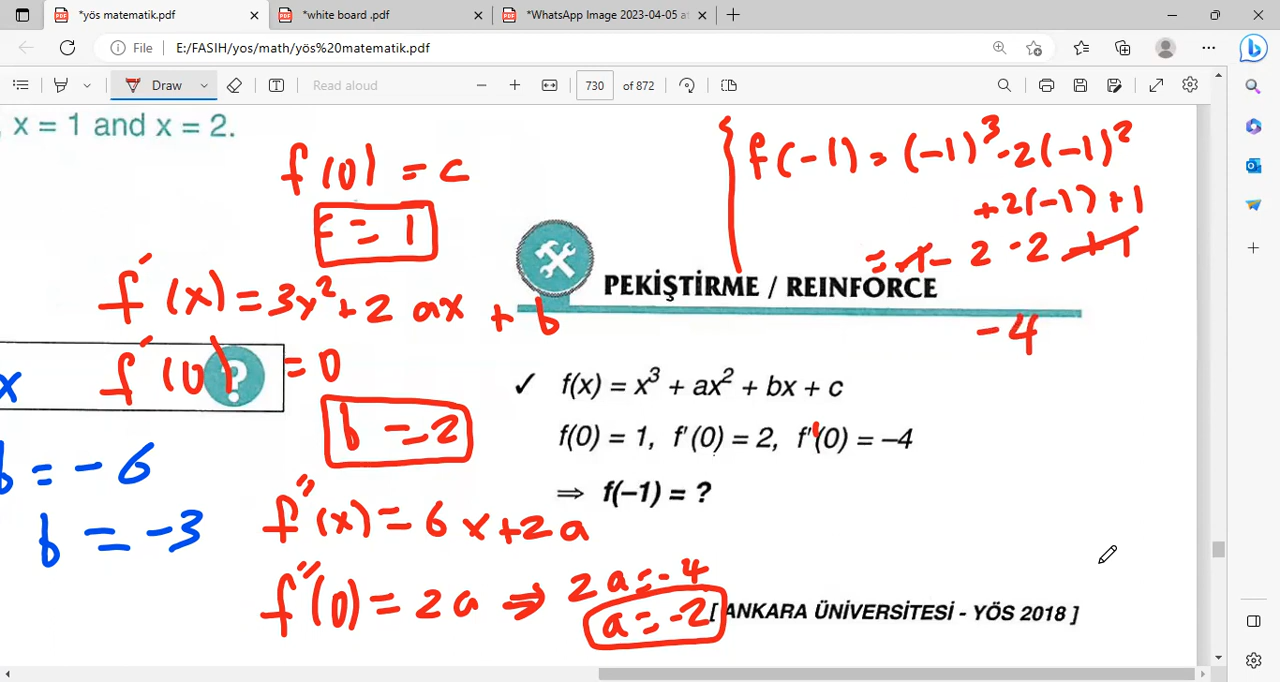 *yös matematik.pdf
*white board .pdf
*WhatsApp Image 2023-04-05 at
File E:/FASIH/yos/math/yös%20matematik.pdf
Draw Read aloud 730 of 872
, x = 1 and x = 2.
f(0) = c
c = 1
f'(x) = 3x² + 2ax + b
f'(0) = 0
b = 2
x
b = -6
b = -3
f''(x) = 6x + 2a
f''(0) = 2a ⇒ 2a = -4
a = -2
f(-1) = (-1)³ - 2(-1)²
+2(-1) + 1
= -1 - 2 - 2 + 1
-4
PEKİŞTİRME / REINFORCE
✓ f(x) = x³ + ax² + bx + c
f(0) = 1, f'(0) = 2, f''(0) = –4
⇒ f(–1) = ?
[ ANKARA ÜNİVERSİTESİ - YÖS 2018 ]